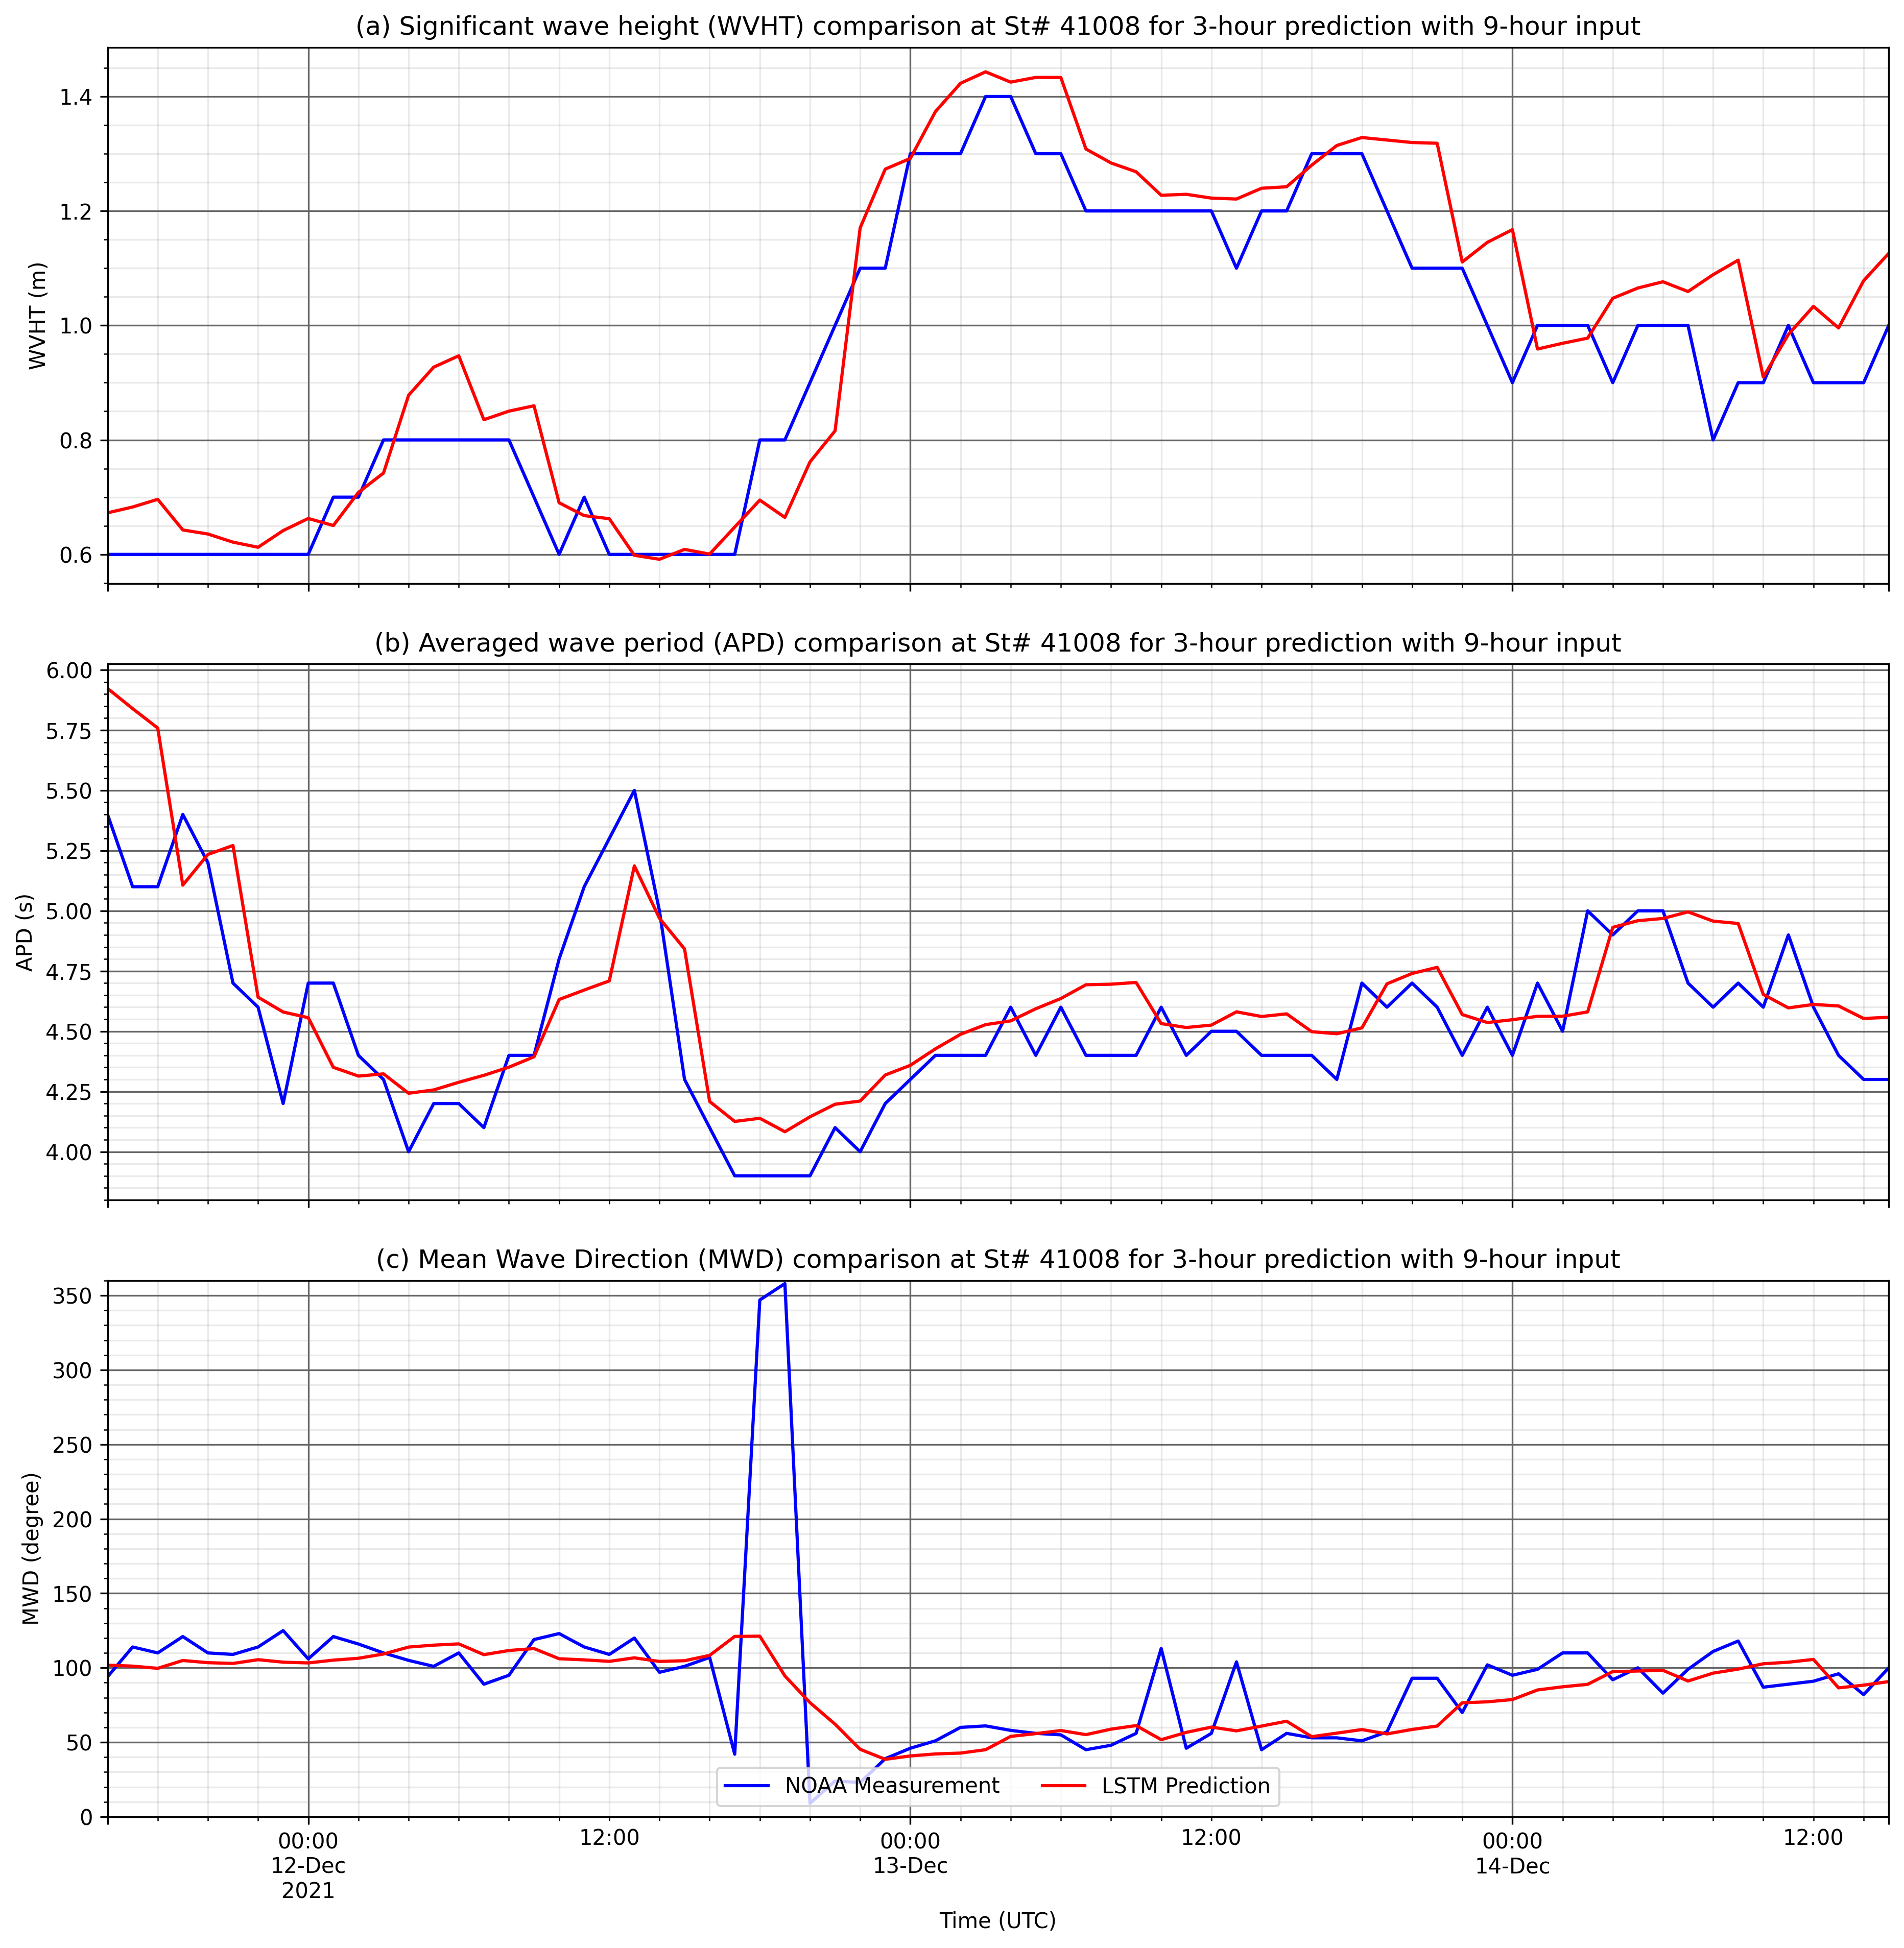 (a) Significant wave height (WVHT) comparison at St# 41008 for 3-hour prediction with 9-hour input
1.4
1.2
1.0
0.8
0.6
WVHT (m)
(b) Averaged wave period (APD) comparison at St# 41008 for 3-hour prediction with 9-hour input
6.00
5.75
5.50
5.25
5.00
4.75
4.50
4.25
4.00
APD (s)
(c) Mean Wave Direction (MWD) comparison at St# 41008 for 3-hour prediction with 9-hour input
350
300
250
200
150
100
50
0
MWD (degree)
NOAA Measurement
LSTM Prediction
00:00 12:00 00:00 12:00 00:00 12:00
12-Dec 13-Dec 14-Dec
2021
Time (UTC)